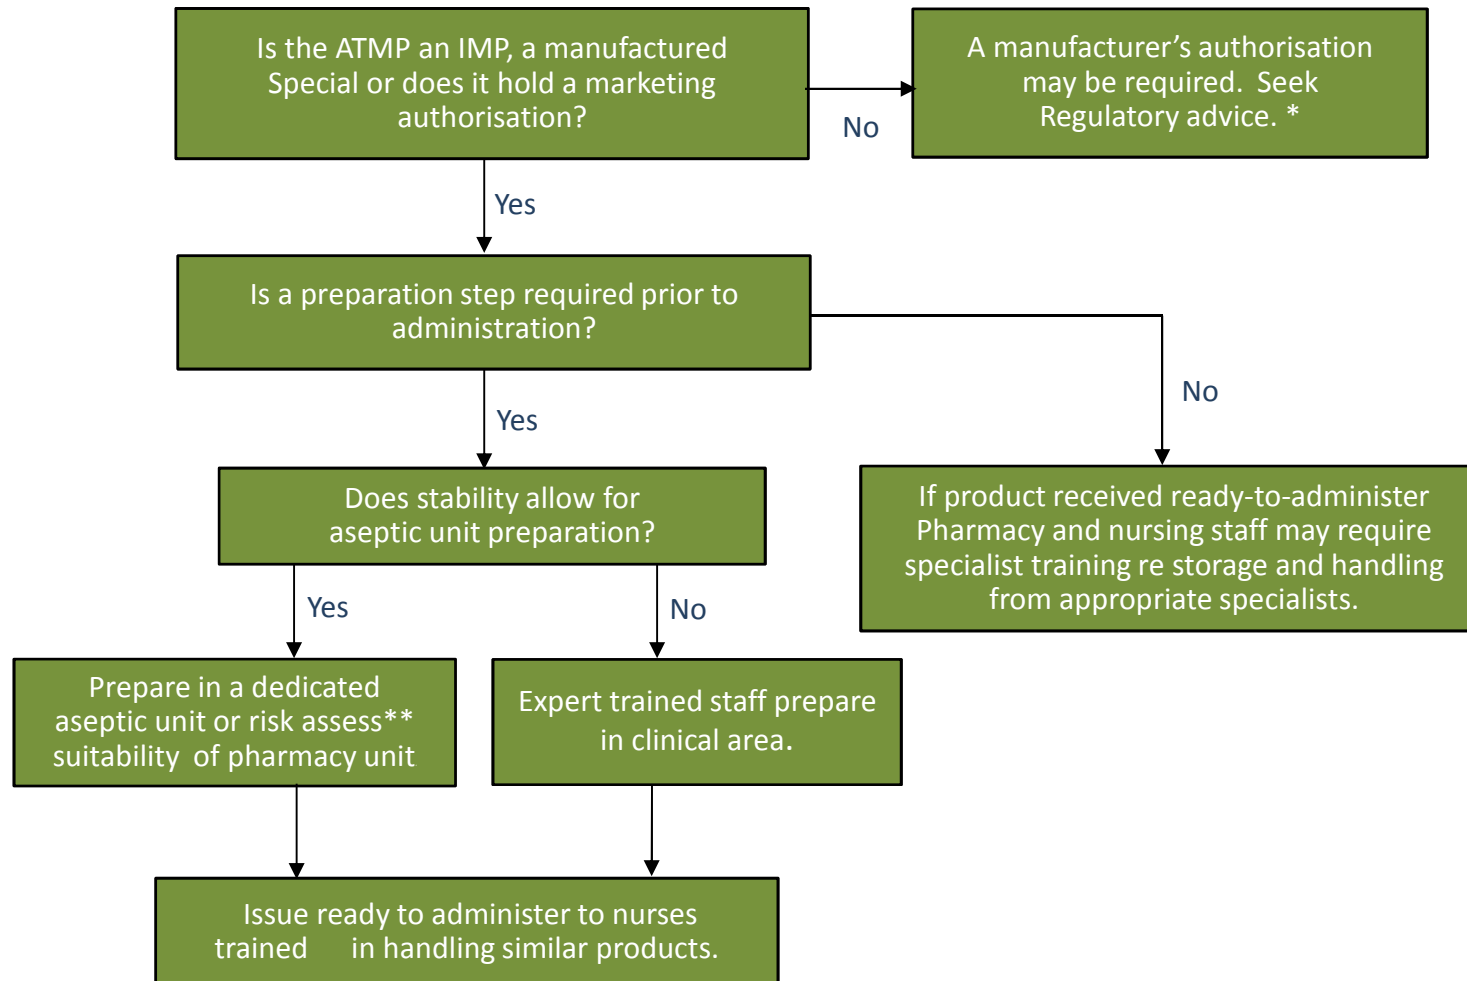 Is the ATMP an IMP, a manufactured
Special or does it hold a marketing
authorisation?
A manufacturer’s authorisation
may be required.  Seek
Regulatory advice. *
No
Yes
Is a preparation step required prior to
administration?
No
Yes
Does stability allow for
aseptic unit preparation?
If product received ready-to-administer
Pharmacy and nursing staff may require
specialist training re storage and handling
from appropriate specialists.
Yes
No
Prepare in a dedicated
aseptic unit or risk assess**
suitability  of pharmacy unit
Expert trained staff prepare
in clinical area.
Issue ready to administer to nurses
trained      in handling similar products.